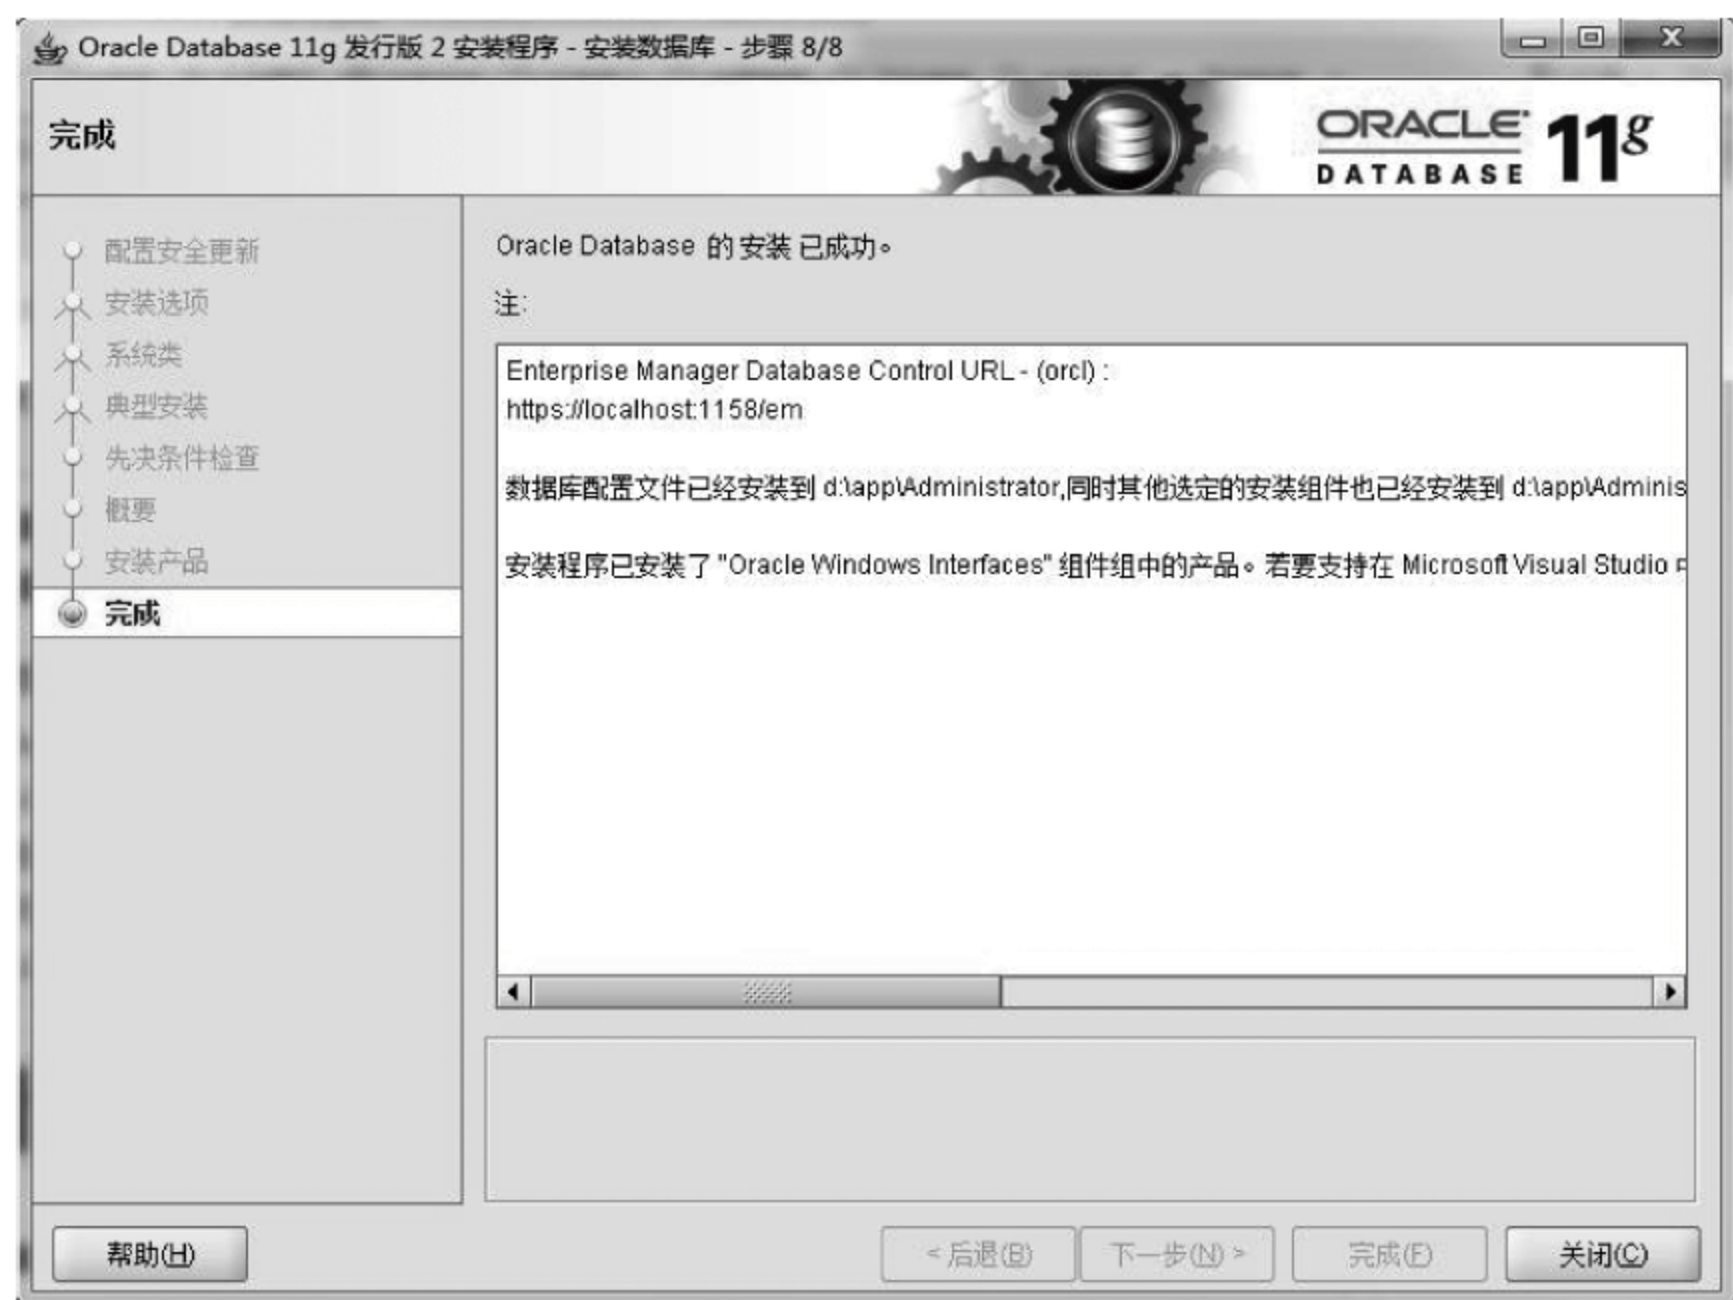 Oracle Database 11g 发行版 2 安装程序 - 安装数据库 - 步骤 8/8
完成
ORACLE
DATABASE
11g
配置安全更新
安装选项
系统类
典型安装
先决条件检查
概要
安装产品
完成
Oracle Database 的 安装 已成功。
注:
Enterprise Manager Database Control URL - (orcl) :
https://localhost:1158/em
数据库配置文件已经安装到 d:\app\Administrator,同时其他选定的安装组件也已经安装到 d:\app\Adminis
安装程序已安装了 "Oracle Windows Interfaces" 组件组中的产品。若要支持在 Microsoft Visual Studio
帮助(H)
< 后退(B)
下一步(N) >
完成(F)
关闭(C)